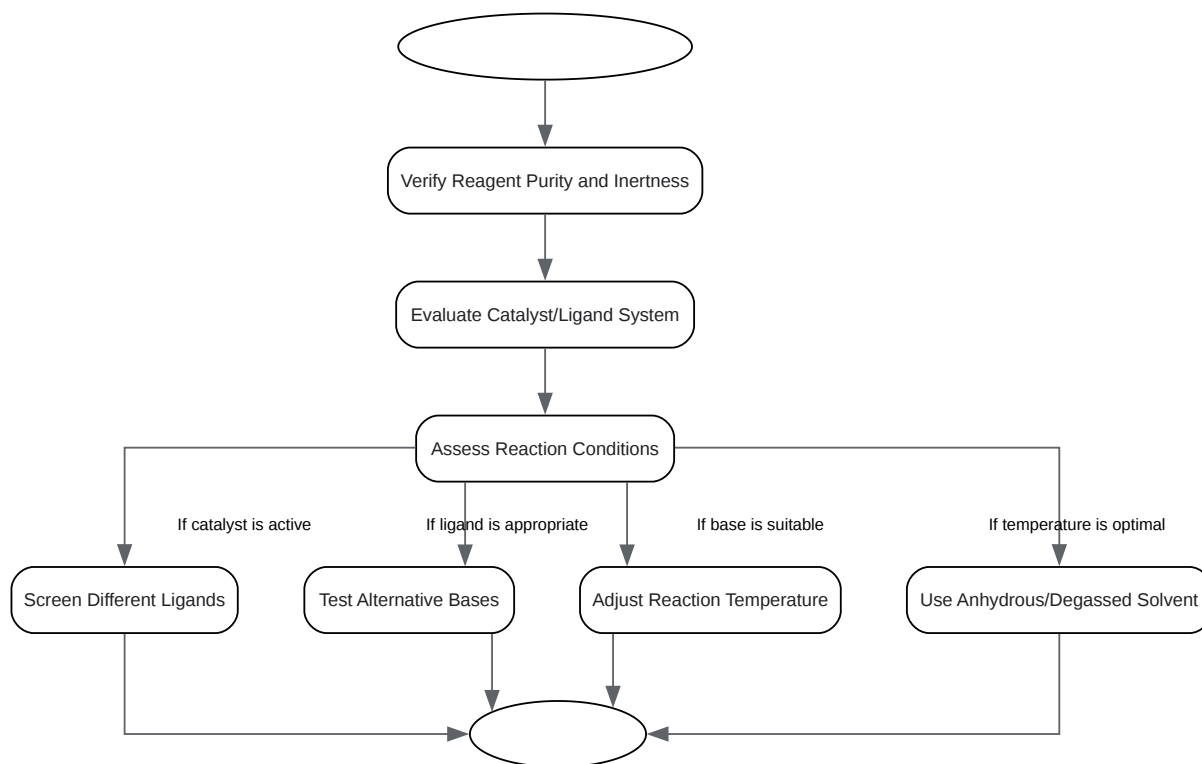 Verify Reagent Purity and Inertness
Evaluate Catalyst/Ligand System
Assess Reaction Conditions
If catalyst is active
If ligand is appropriate
If base is suitable
If temperature is optimal
Screen Different Ligands
Test Alternative Bases
Adjust Reaction Temperature
Use Anhydrous/Degassed Solvent